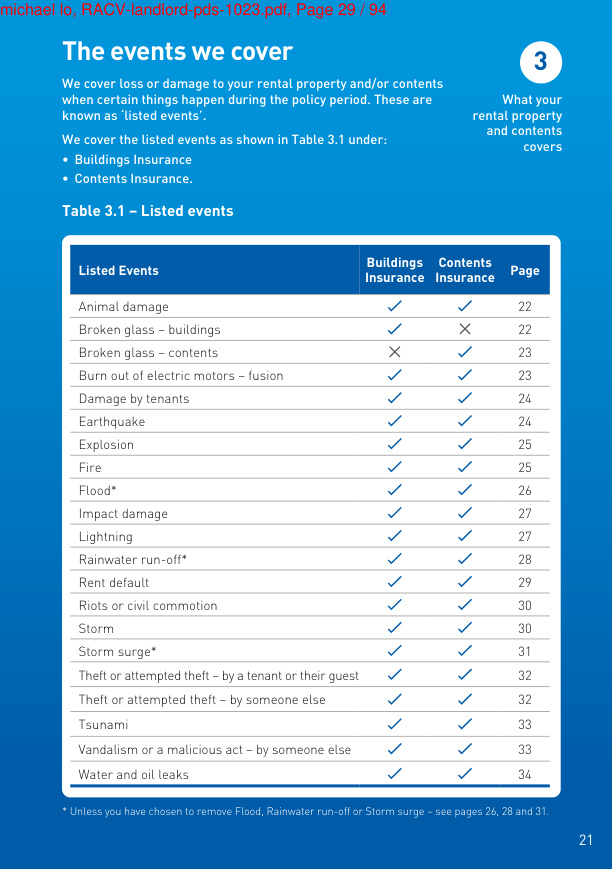 michael lo, RACV-landlord-pds-1023.pdf, Page 29 / 94
The events we cover
We cover loss or damage to your rental property and/or contents
when certain things happen during the policy period. These are
known as ‘listed events’.
We cover the listed events as shown in Table 3.1 under:
• Buildings Insurance
• Contents Insurance.
3
What your
rental property
and contents
covers
Table 3.1 – Listed events
Listed Events Buildings Insurance Contents Insurance Page
Animal damage ✓ ✓ 22
Broken glass – buildings ✓ ✕ 22
Broken glass – contents ✕ ✓ 23
Burn out of electric motors – fusion ✓ ✓ 23
Damage by tenants ✓ ✓ 24
Earthquake ✓ ✓ 24
Explosion ✓ ✓ 25
Fire ✓ ✓ 25
Flood* ✓ ✓ 26
Impact damage ✓ ✓ 27
Lightning ✓ ✓ 27
Rainwater run-off* ✓ ✓ 28
Rent default ✓ ✓ 29
Riots or civil commotion ✓ ✓ 30
Storm ✓ ✓ 30
Storm surge* ✓ ✓ 31
Theft or attempted theft – by a tenant or their guest ✓ ✓ 32
Theft or attempted theft – by someone else ✓ ✓ 32
Tsunami ✓ ✓ 33
Vandalism or a malicious act – by someone else ✓ ✓ 33
Water and oil leaks ✓ ✓ 34
* Unless you have chosen to remove Flood, Rainwater run-off or Storm surge – see pages 26, 28 and 31.
21